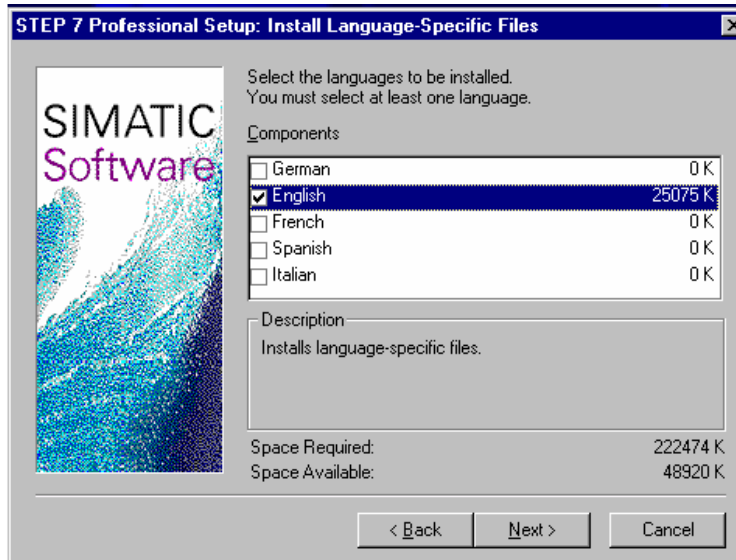 STEP 7 Professional Setup: Install Language-Specific Files
SIMATIC
Software
Select the languages to be installed.
You must select at least one language.
Components
German 0 K
English 25075 K
French 0 K
Spanish 0 K
Italian 0 K
Description
Installs language-specific files.
Space Required: 222474 K
Space Available: 48920 K
< Back Next > Cancel